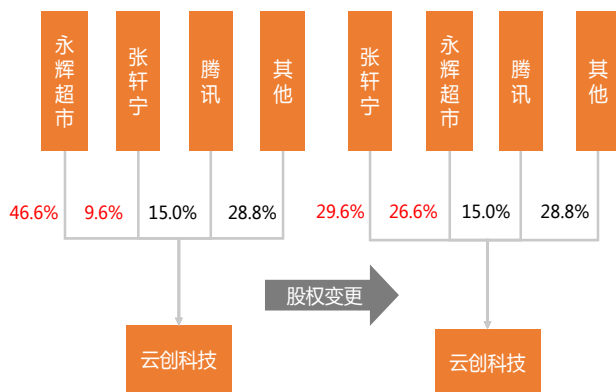 永辉超市
张轩宁
腾讯
其他
张轩宁
永辉超市
腾讯
其他
46.6%
9.6%
15.0%
28.8%
29.6%
26.6%
15.0%
28.8%
股权变更
云创科技
云创科技